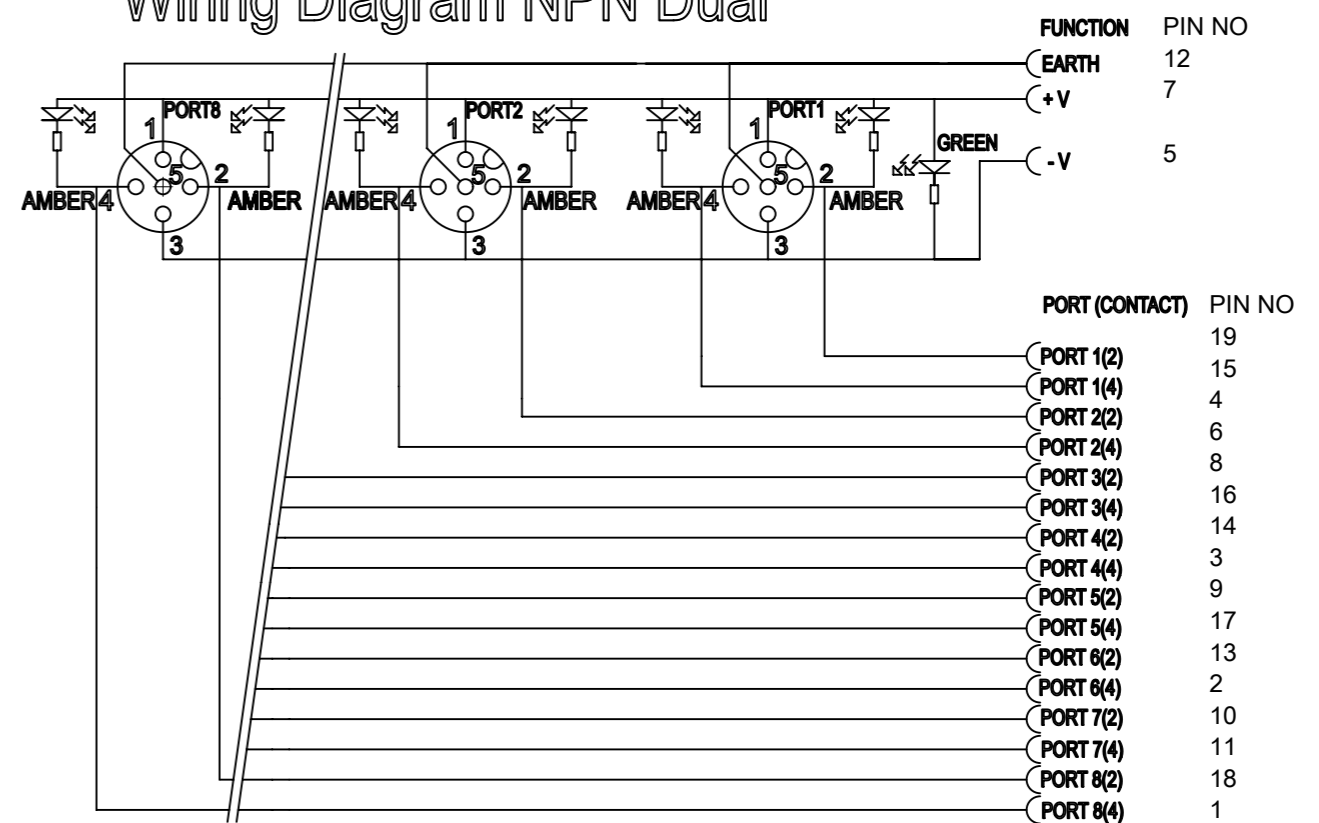 Wiring Diagram NPN Dual
FUNCTION PIN NO
EARTH 12
+ V 7
- V 5
PORT8 PORT2 PORT1
1 1 1
GREEN
5 2 5 2 5 2
AMBER 4 AMBER AMBER 4 AMBER AMBER 4 AMBER
3 3 3
PORT (CONTACT) PIN NO
PORT 1(2) 19
PORT 1(4) 15
PORT 2(2) 4
PORT 2(4) 6
PORT 3(2) 8
PORT 3(4) 16
PORT 4(2) 14
PORT 4(4) 3
PORT 5(2) 9
PORT 5(4) 17
PORT 6(2) 13
PORT 6(4) 2
PORT 7(2) 10
PORT 7(4) 11
PORT 8(2) 18
PORT 8(4) 1